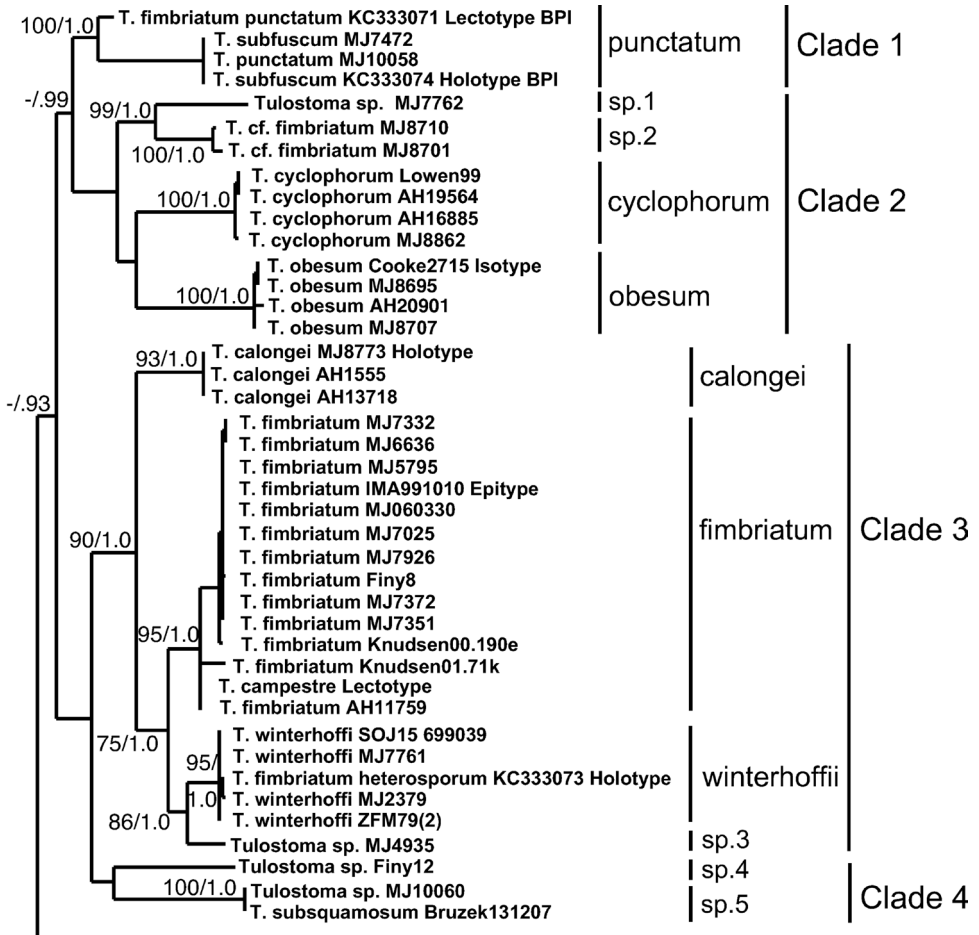 100/1.0
T. fimbriatum punctatum KC333071 Lectotype BPI
T. subfuscum MJ7472
T. punctatum MJ10058
T. subfuscum KC333074 Holotype BPI
punctatum
Clade 1
-/.99
99/1.0
Tulostoma sp. MJ7762
sp.1
T. cf. fimbriatum MJ8710
T. cf. fimbriatum MJ8701
100/1.0
sp.2
T. cyclophorum Lowen99
T. cyclophorum AH19564
T. cyclophorum AH16885
T. cyclophorum MJ8862
100/1.0
cyclophorum
Clade 2
T. obesum Cooke2715 Isotype
T. obesum MJ8695
T. obesum AH20901
T. obesum MJ8707
100/1.0
obesum
93/1.0
T. calongei MJ8773 Holotype
T. calongei AH1555
T. calongei AH13718
calongei
-/.93
T. fimbriatum MJ7332
T. fimbriatum MJ6636
T. fimbriatum MJ5795
T. fimbriatum IMA991010 Epitype
T. fimbriatum MJ060330
T. fimbriatum MJ7025
T. fimbriatum MJ7926
T. fimbriatum Finy8
T. fimbriatum MJ7372
T. fimbriatum MJ7351
T. fimbriatum Knudsen00.190e
T. fimbriatum Knudsen01.71k
T. campestre Lectotype
T. fimbriatum AH11759
fimbriatum
Clade 3
90/1.0
95/1.0
75/1.0
T. winterhoffi SOJ15 699039
T. winterhoffi MJ7761
T. fimbriatum heterosporum KC333073 Holotype
T. winterhoffi MJ2379
T. winterhoffi ZFM79(2)
95/
1.0
winterhoffii
86/1.0
Tulostoma sp. MJ4935
sp.3
Tulostoma sp. Finy12
sp.4
100/1.0
Tulostoma sp. MJ10060
T. subsquamosum Bruzek131207
sp.5
Clade 4